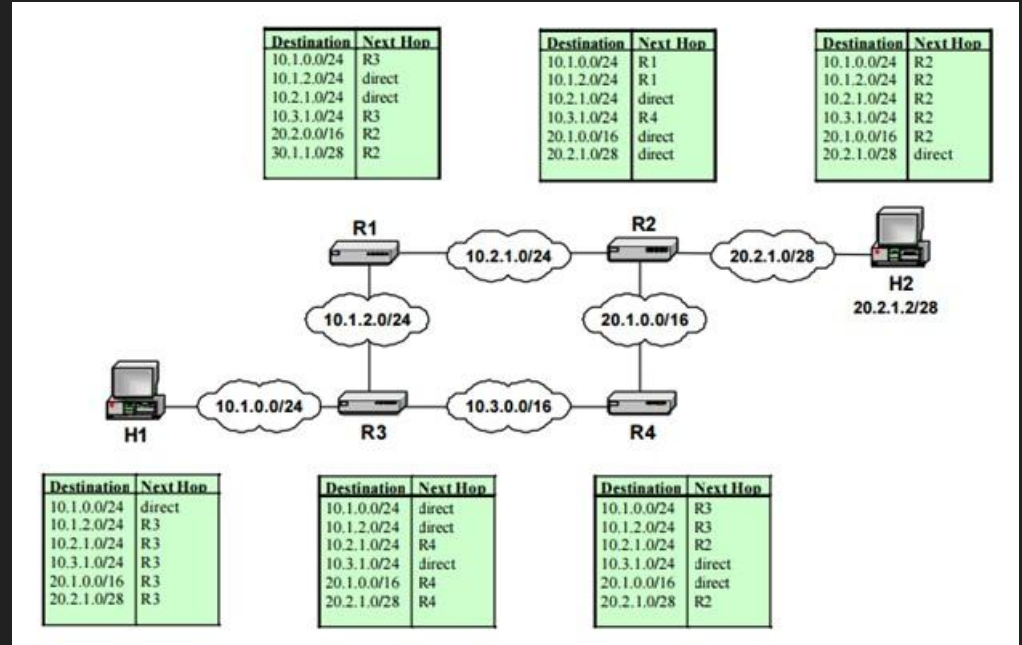 Destination Next Hop
10.1.0.0/24 R3
10.1.2.0/24 direct
10.2.1.0/24 direct
10.3.1.0/24 R3
20.2.0.0/16 R2
30.1.1.0/28 R2
Destination Next Hop
10.1.0.0/24 R1
10.1.2.0/24 R1
10.2.1.0/24 direct
10.3.1.0/24 R4
20.1.0.0/16 direct
20.2.1.0/28 direct
Destination Next Hop
10.1.0.0/24 R2
10.1.2.0/24 R2
10.2.1.0/24 R2
10.3.1.0/24 R2
20.1.0.0/16 R2
20.2.1.0/28 direct
R1
R2
10.2.1.0/24
20.2.1.0/28
H2
20.2.1.2/28
10.1.2.0/24
20.1.0.0/16
10.1.0.0/24
10.3.0.0/16
H1
R3
R4
Destination Next Hop
10.1.0.0/24 direct
10.1.2.0/24 R3
10.2.1.0/24 R3
10.3.1.0/24 R3
20.1.0.0/16 R3
20.2.1.0/28 R3
Destination Next Hop
10.1.0.0/24 direct
10.1.2.0/24 direct
10.2.1.0/24 R4
10.3.1.0/24 direct
20.1.0.0/16 R4
20.2.1.0/28 R4
Destination Next Hop
10.1.0.0/24 R3
10.1.2.0/24 R3
10.2.1.0/24 R2
10.3.1.0/24 direct
20.1.0.0/16 direct
20.2.1.0/28 R2